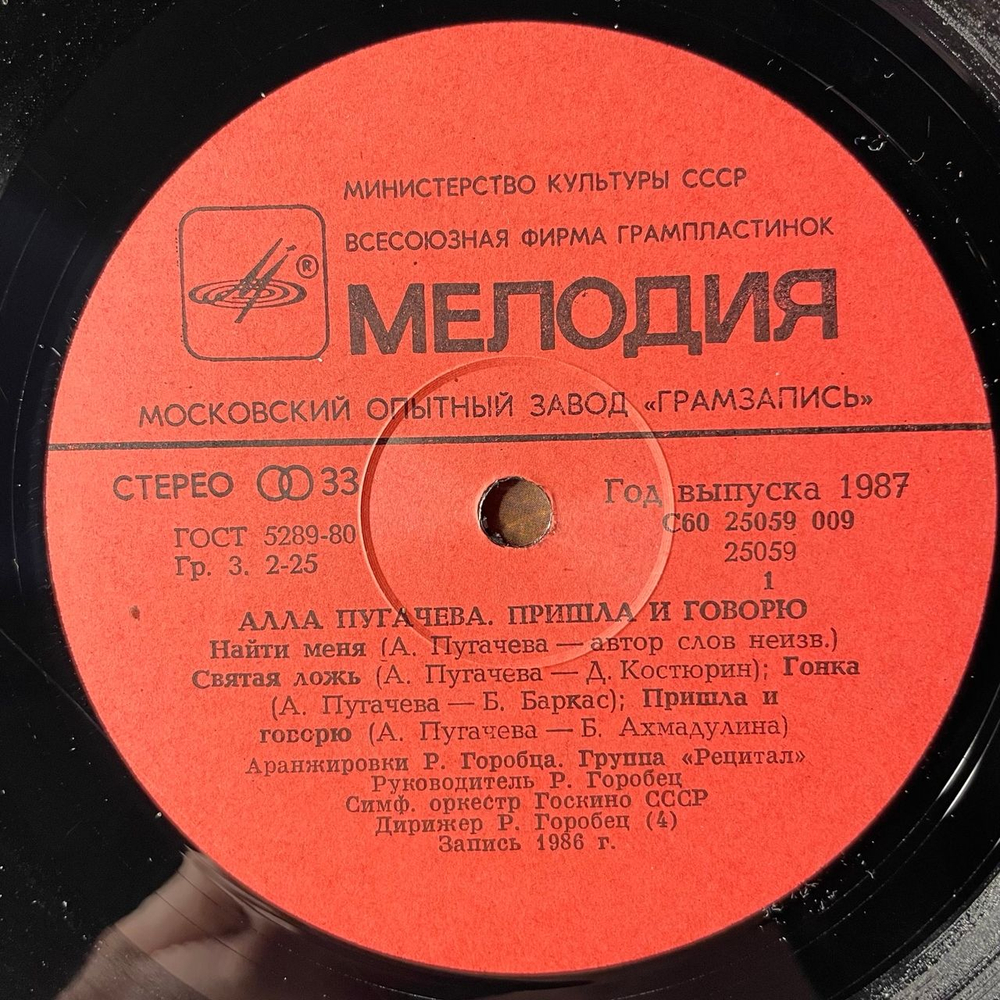 МИНИСТЕРСТВО КУЛЬТУРЫ СССР
ВСЕСОЮЗНАЯ ФИРМА ГРАМПЛАСТИНОК
®
МЕЛОДИЯ
МОСКОВСКИЙ ОПЫТНЫЙ ЗАВОД «ГРАМЗАПИСЬ»
СТЕРЕО 33
Год выпуска 1987
ГОСТ 5289-80
С60 25059 009
Гр. 3. 2-25
25059
1
АЛЛА ПУГАЧЕВА. ПРИШЛА И ГОВОРЮ
Найти меня (А. Пугачева — автор слов неизв.)
Святая ложь (А. Пугачева — Д. Костюрин); Гонка
(А. Пугачева — Б. Баркас); Пришла и
говорю (А. Пугачева — Б. Ахмадулина)
Аранжировки Р. Горобца. Группа «Рецитал»
Руководитель Р. Горобец
Симф. оркестр Госкино СССР
Дирижер Р. Горобец (4)
Запись 1986 г.